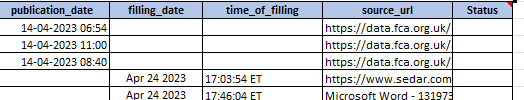 publication_date filling_date time_of_filling source_url Status
14-04-2023 06:54 https://data.fca.org.uk/
14-04-2023 11:00 https://data.fca.org.uk/
14-04-2023 08:40 https://data.fca.org.uk/
Apr 24 2023 17:03:54 ET https://www.sedar.com
Apr 24 2023 17:46:04 ET Microsoft Word - 131973